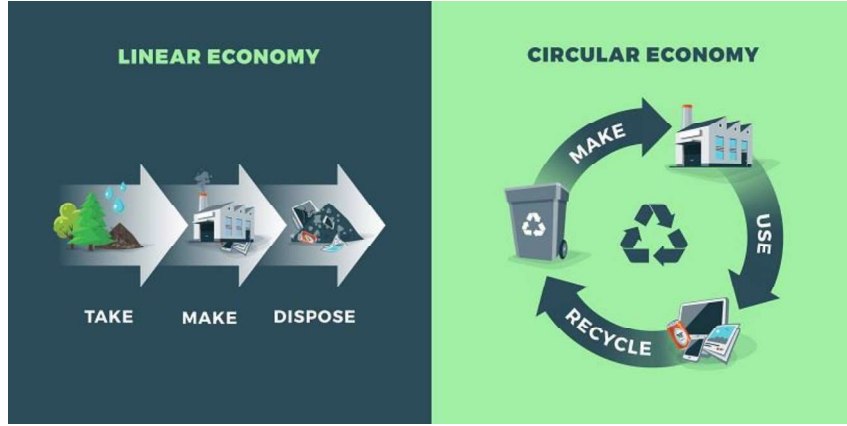 LINEAR ECONOMY
TAKE
MAKE
DISPOSE
CIRCULAR ECONOMY
MAKE
USE
RECYCLE